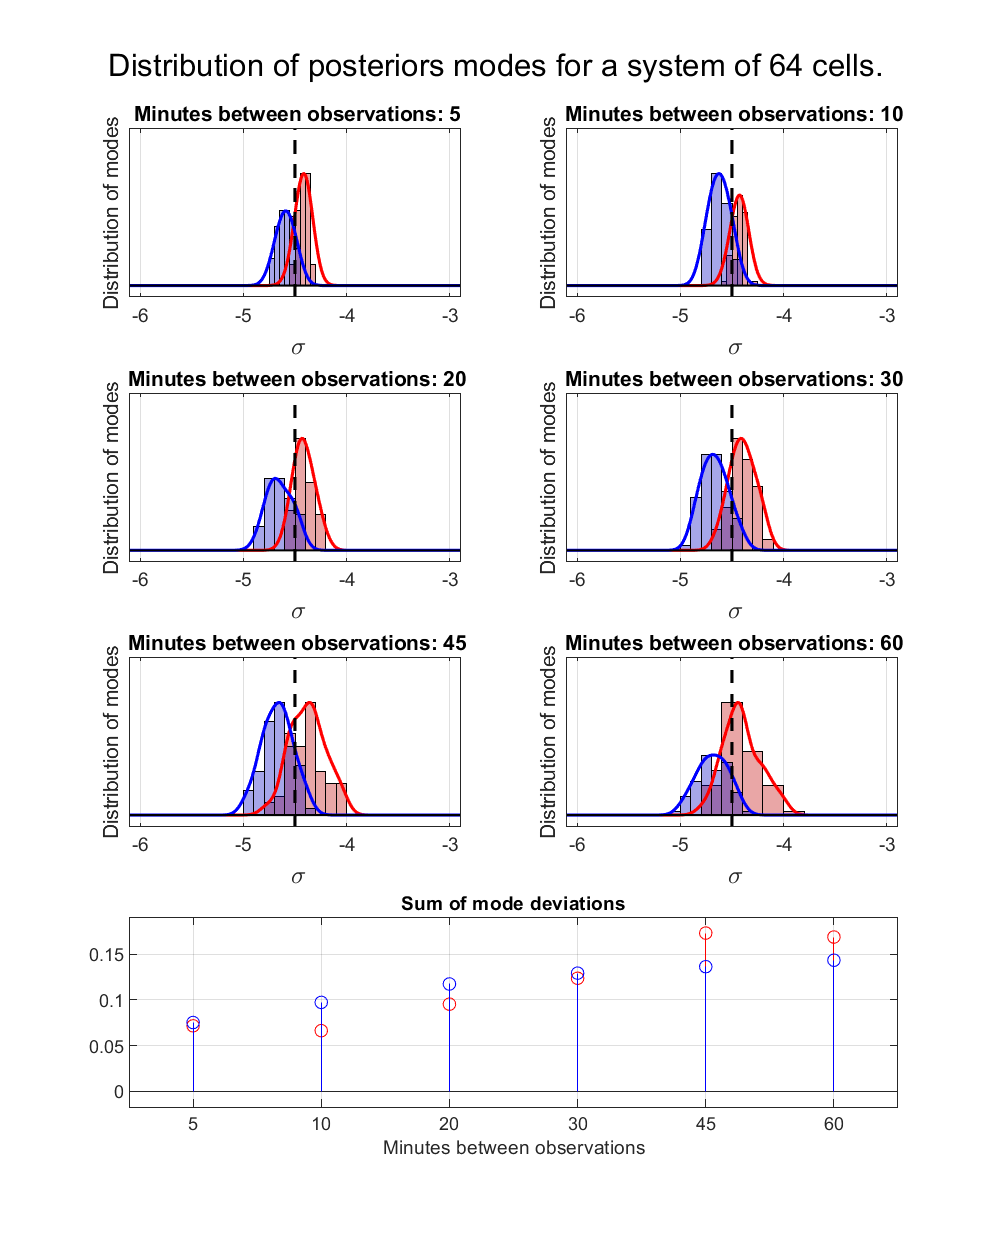 Distribution of posteriors modes for a system of 64 cells.
Minutes between observations: 5
Distribution of modes
-6 -5 -4 -3
σ
Minutes between observations: 10
Distribution of modes
-6 -5 -4 -3
σ
Minutes between observations: 20
Distribution of modes
-6 -5 -4 -3
σ
Minutes between observations: 30
Distribution of modes
-6 -5 -4 -3
σ
Minutes between observations: 45
Distribution of modes
-6 -5 -4 -3
σ
Minutes between observations: 60
Distribution of modes
-6 -5 -4 -3
σ
Sum of mode deviations
0.15
0.1
0.05
0
5 10 20 30 45 60
Minutes between observations